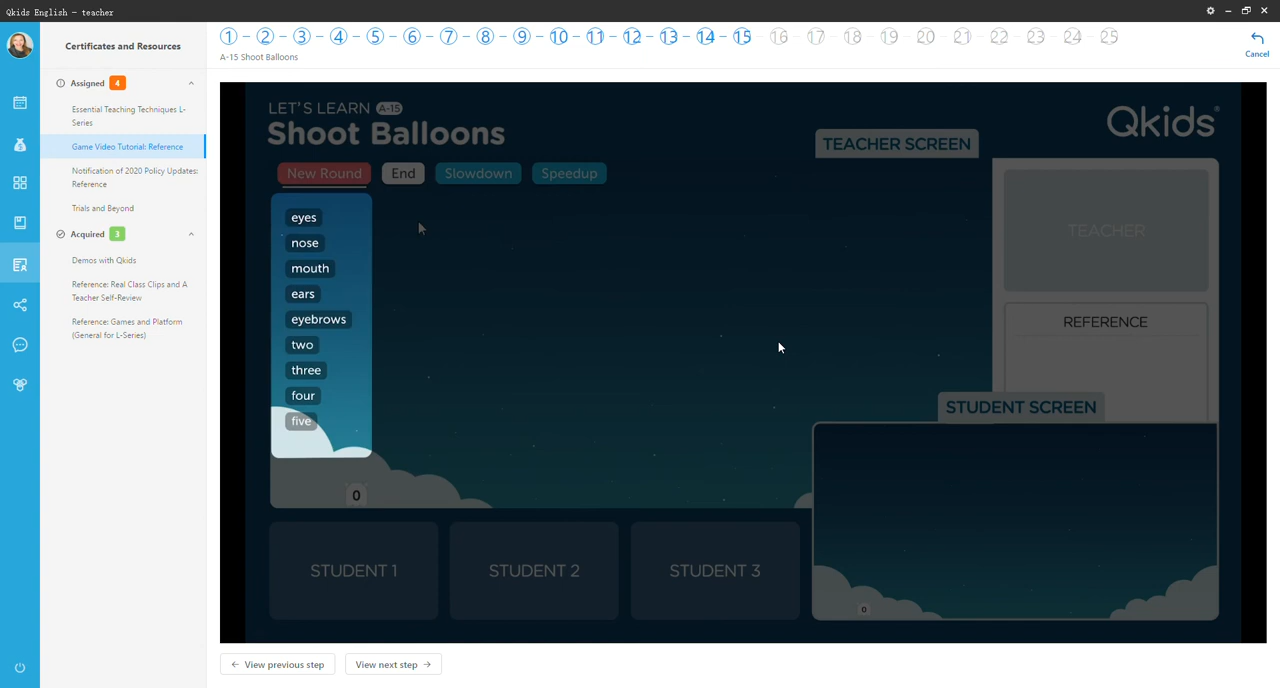 Qkids English - teacher
Certificates and Resources
Assigned 4
Essential Teaching Techniques L-
Series
Game Video Tutorial: Reference
Notification of 2020 Policy Updates:
Reference
Trials and Beyond
Acquired 3
Demos with Qkids
Reference: Real Class Clips and A
Teacher Self-Review
Reference: Games and Platform
(General for L-Series)
1 - 2 - 3 - 4 - 5 - 6 - 7 - 8 - 9 - 10 - 11 - 12 - 13 - 14 - 15 - 16 - 17 - 18 - 19 - 20 - 21 - 22 - 23 - 24 - 25
A-15 Shoot Balloons
Back
LET'S LEARN A-15
Shoot Balloons
Qkids
TEACHER SCREEN
New Round End Slowdown Speedup
eyes
nose
mouth
ears
eyebrows
two
three
four
five
0
TEACHER
REFERENCE
STUDENT SCREEN
0
STUDENT 1
STUDENT 2
STUDENT 3
← View previous step
View next step →